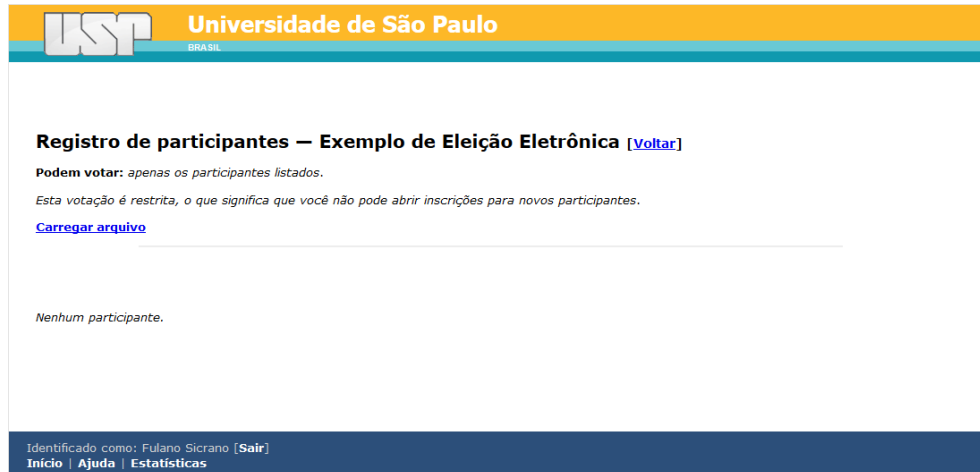 USP
Universidade de São Paulo
BRASIL
Registro de participantes — Exemplo de Eleição Eletrônica [Voltar]
Podem votar: apenas os participantes listados.
Esta votação é restrita, o que significa que você não pode abrir inscrições para novos participantes.
Carregar arquivo
Nenhum participante.
Identificado como: Fulano Sicrano [Sair]
Início | Ajuda | Estatísticas